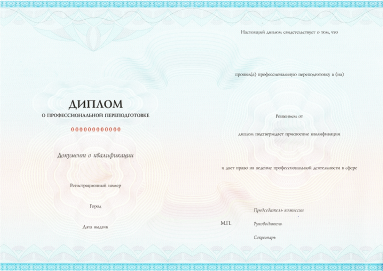 ДИПЛОМ
О ПРОФЕССИОНАЛЬНОЙ ПЕРЕПОДГОТОВКЕ
000000000000
Документ о квалификации
Регистрационный номер
Город
Дата выдачи
Настоящий диплом свидетельствует о том, что
прошел(а) профессиональную переподготовку в (на)
Решением от
диплом подтверждает присвоение квалификации
и дает право на ведение профессиональной деятельности в сфере
Председатель комиссии
М.П.
Руководитель
Секретарь